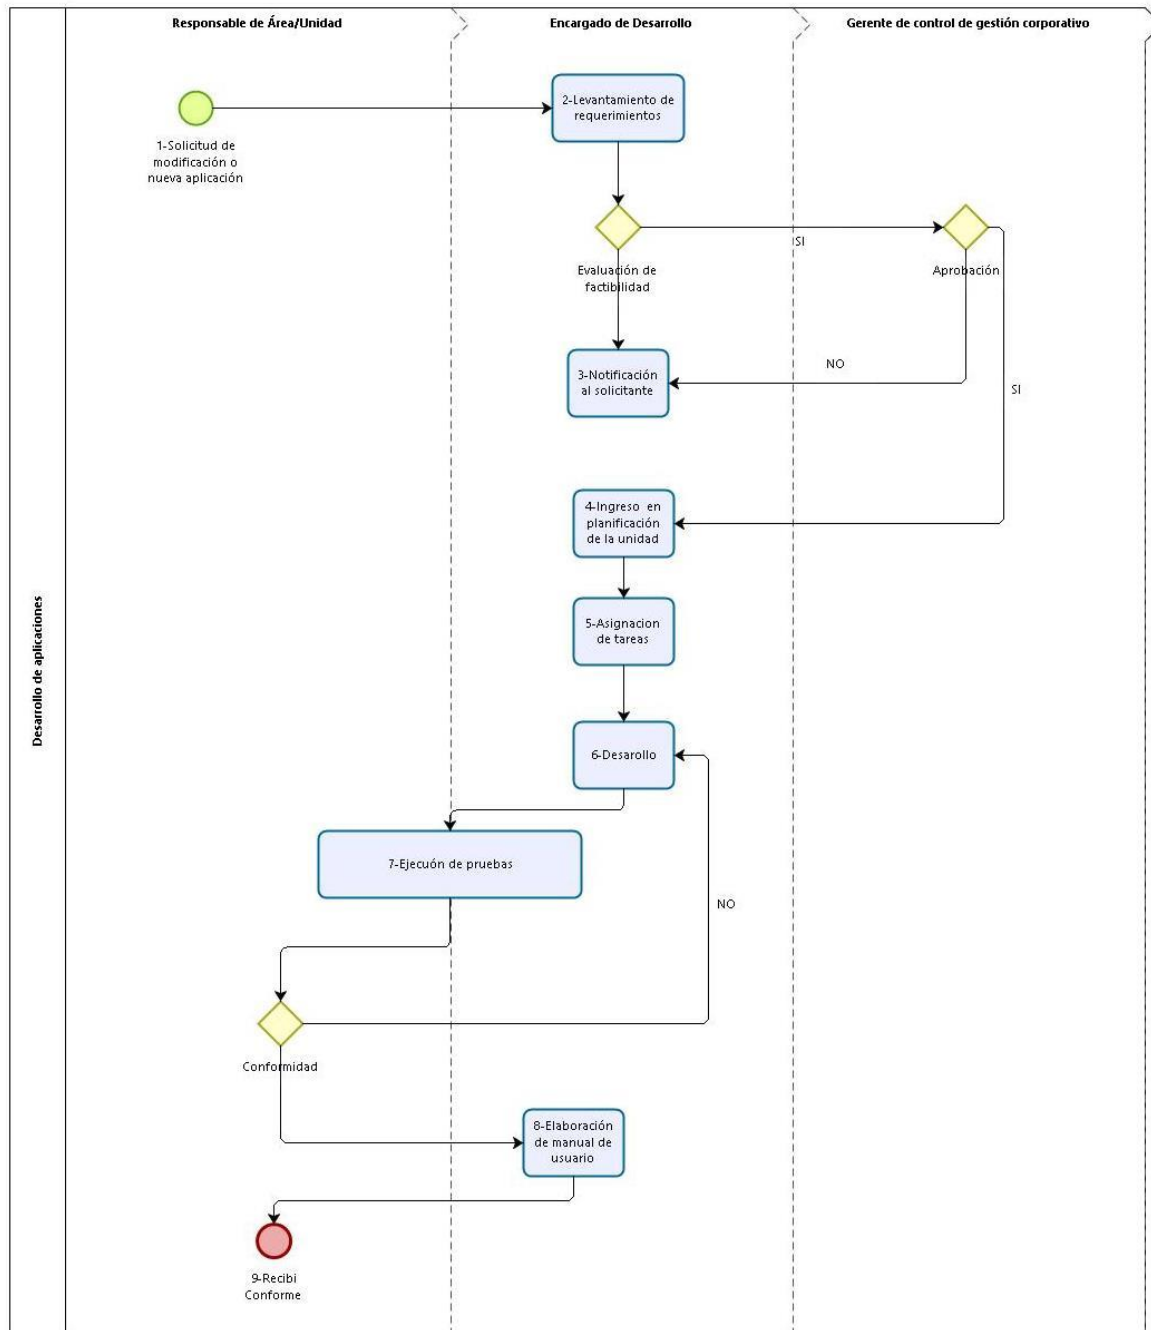 Responsable de Área/Unidad
Encargado de Desarrollo
Gerente de control de gestión corporativo
Desarrollo de aplicaciones
1-Solicitud de
modificación o
nueva aplicación
2-Levantamiento de
requerimientos
Evaluación de
factibilidad
SI
Aprobación
3-Notificación
al solicitante
NO
SI
4-Ingreso en
planificación
de la unidad
5-Asignacion
de tareas
6-Desarollo
7-Ejecuón de pruebas
NO
Conformidad
8-Elaboración
de manual de
usuario
9-Recibi
Conforme